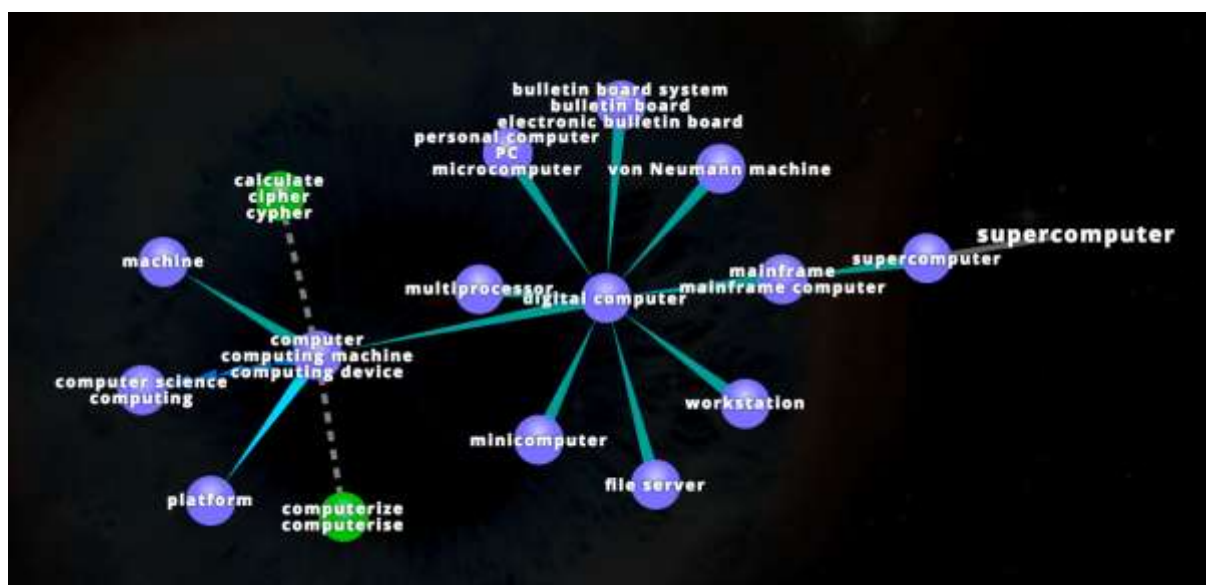 bulletin board system
bulletin board
electronic bulletin board
personal computer
PC
microcomputer
von Neumann machine
calculate
cipher
cypher
supercomputer
machine
supercomputer
mainframe
mainframe computer
multiprocessor
digital computer
computer
computing machine
computing device
computer science
computing
workstation
minicomputer
file server
platform
computerize
computerise